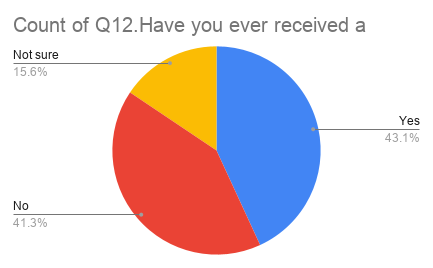 Count of Q12.Have you ever received a
Not sure
15.6%
Yes
43.1%
No
41.3%